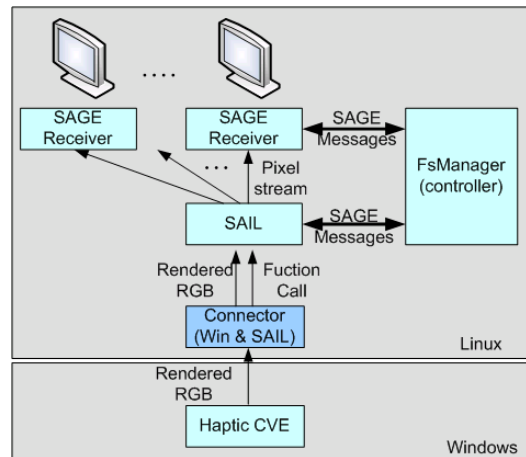 ....
SAGE
Receiver
SAGE
Receiver
SAGE
Messages
FsManager
(controller)
...
Pixel
stream
SAIL
SAGE
Messages
Rendered
RGB
Fuction
Call
Connector
(Win & SAIL)
Linux
Rendered
RGB
Haptic CVE
Windows